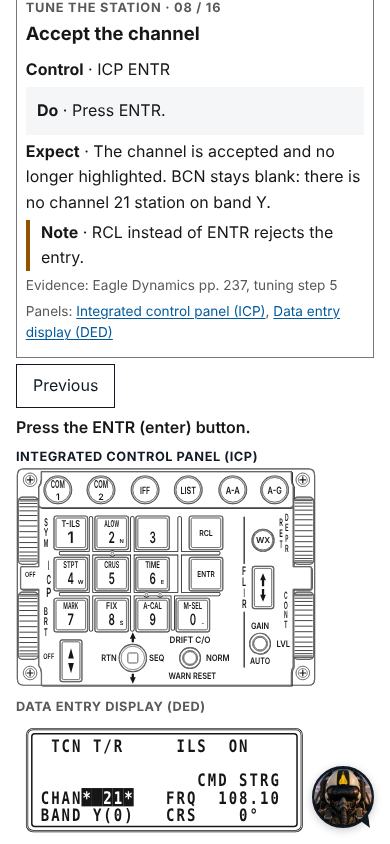 TUNE THE STATION · 08 / 16
Accept the channel
Control · ICP ENTR
Do · Press ENTR.
Expect · The channel is accepted and no
longer highlighted. BCN stays blank: there is
no channel 21 station on band Y.
Note · RCL instead of ENTR rejects the
entry.
Evidence: Eagle Dynamics pp. 237, tuning step 5
Panels: Integrated control panel (ICP), Data entry
display (DED)
Previous
Press the ENTR (enter) button.
INTEGRATED CONTROL PANEL (ICP)
COM 1
COM 2
IFF
LIST
A-A
A-G
SYM
T-ILS 1
ALOW 2 N
3
RCL
WX
RET
DEPR
OFF
ICP
STPT 4 W
CRUS 5
TIME 6 E
ENTR
FLIR
BRT
MARK 7
FIX 8 S
A-CAL 9
M-SEL 0 -
CONT
GAIN
LVL
AUTO
OFF
RTN
SEQ
DRIFT C/O
NORM
WARN RESET
DATA ENTRY DISPLAY (DED)
TCN T/R ILS ON
CMD STRG
CHAN* 21* FRQ 108.10
BAND Y(0) CRS 0°